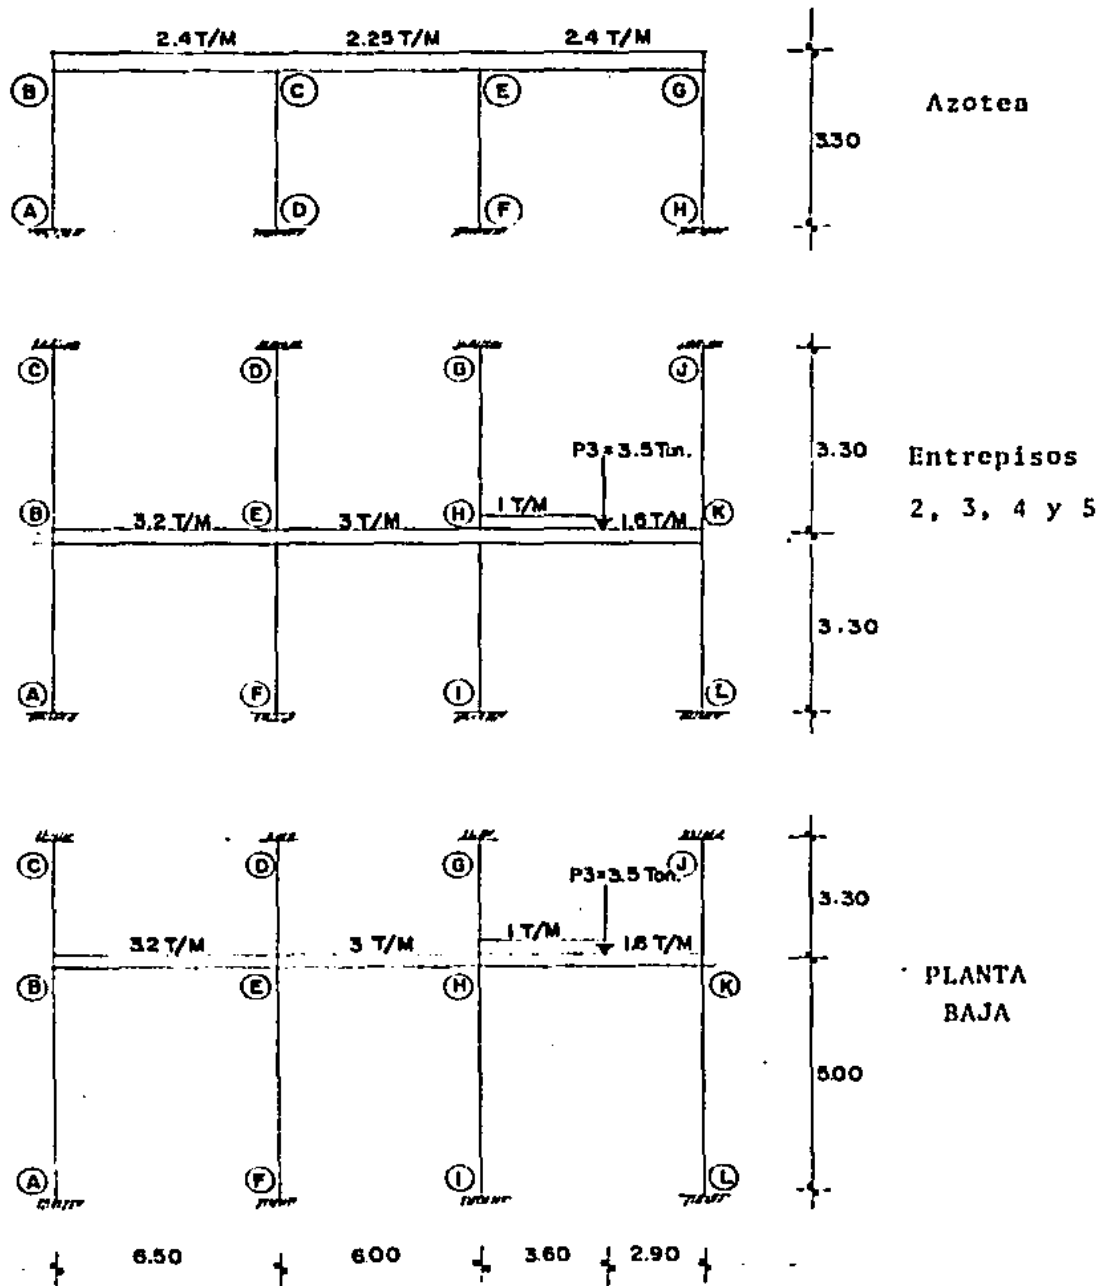 2.4 T/M 2.25 T/M 2.4 T/M
B C E G
Azotea
3.30
A D F H
C D G J
P3=3.5 Ton.
3.30
Entrepisos
1 T/M
B 3.2 T/M E 3 T/M H 1.6 T/M K
2, 3, 4 y 5
3.30
A F I L
C D G J
P3=3.5 Ton.
3.30
1 T/M
3.2 T/M 3 T/M 1.6 T/M
B E H K
PLANTA
BAJA
5.00
A F I L
6.50 6.00 3.60 2.90